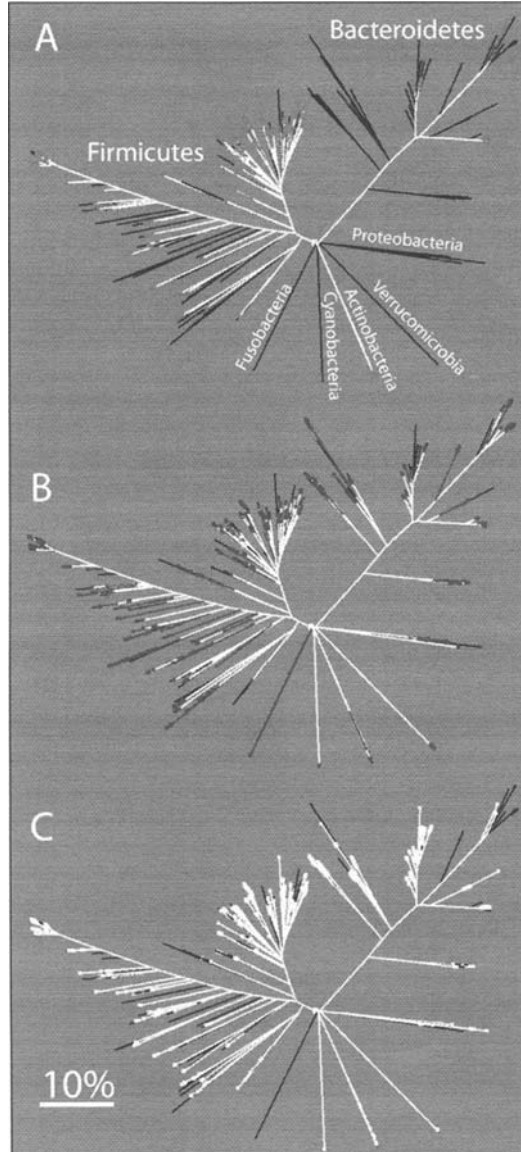 A
Bacteroidetes
Firmicutes
Proteobacteria
Fusobacteria
Cyanobacteria
Actinobacteria
Verrucomicrobia
B
C
10%